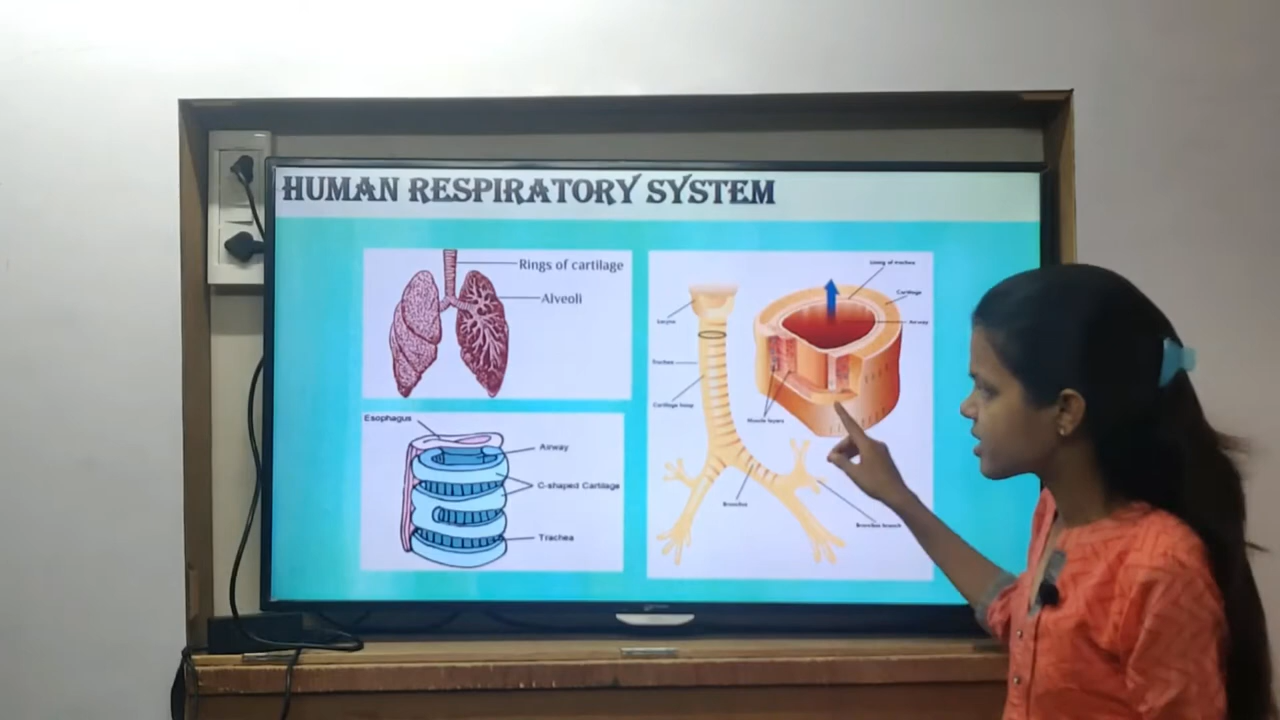 HUMAN RESPIRATORY SYSTEM
Rings of cartilage
Alveoli
Esophagus
Airway
C-shaped Cartilage
Trachea
Lining of trachea
Cartilage
Airway
Larynx
Trachea
Cartilage hoop
Muscle layers
Bronchus
Bronchus branch